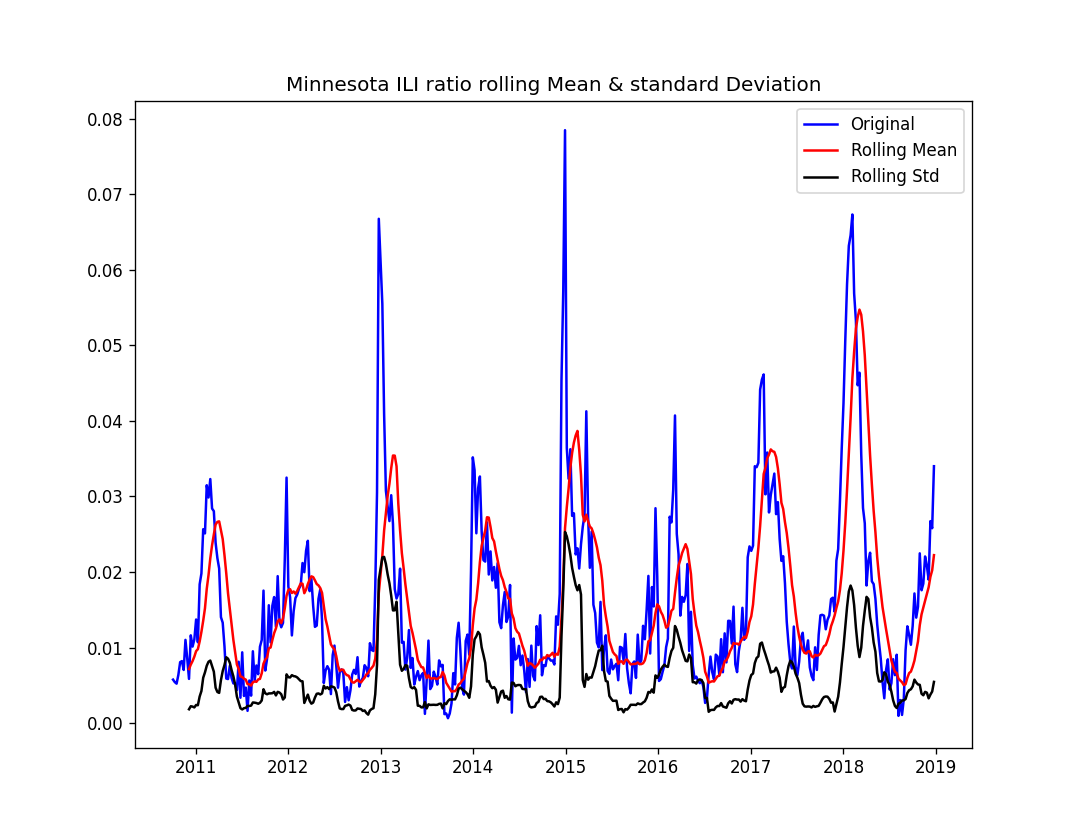 Minnesota ILI ratio rolling Mean & standard Deviation
Original
Rolling Mean
Rolling Std
0.08
0.07
0.06
0.05
0.04
0.03
0.02
0.01
0.00
2011 2012 2013 2014 2015 2016 2017 2018 2019